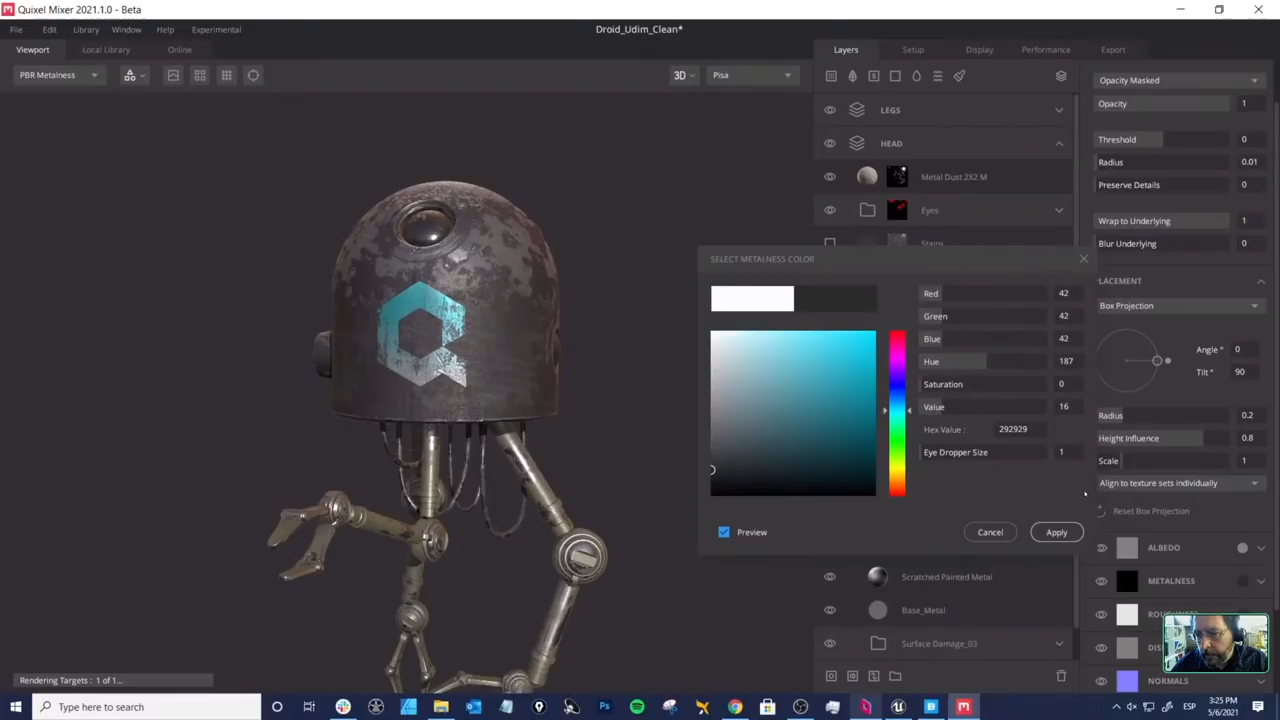 Quixel Mixer 2021.1.0 - Beta
File Edit Library Window Help Experimental
Droid_Udim_Clean*
Viewport Local Library Online
Layers Setup Display Performance Export
PBR Metalness
3D Pisa
Opacity Masked
Opacity 1
LEGS
Threshold 0
HEAD
Radius 0.01
Metal Dust 2X2 M
Preserve Details 0
Eyes
Wrap to Underlying 1
Stains
Blur Underlying 0
SELECT METALNESS COLOR
PLACEMENT
Red 42
Box Projection
Green 42
Blue 42
Angle ° 0
Hue 187
Tilt ° 90
Saturation 0
Value 16
Radius 0.2
Hex Value : 292929
Height Influence 0.8
Eye Dropper Size 1
Scale 1
Align to texture sets individually
Reset Box Projection
Preview Cancel Apply
ALBEDO
Scratched Painted Metal
METALNESS
Base_Metal
Surface Damage_03
NORMALS
Rendering Targets : 1 of 1...
Type here to search
ESP
3:25 PM
5/6/2021